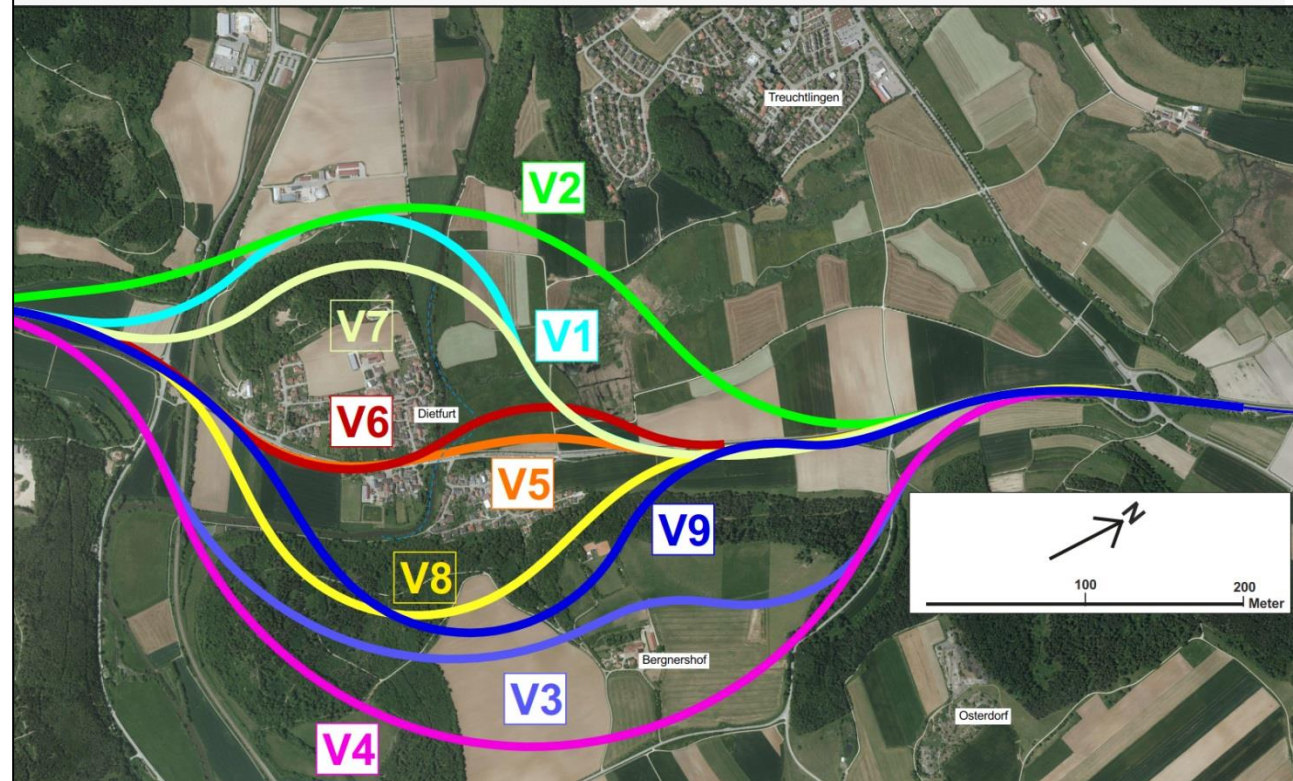 Treuchtlingen
V2
V7
V1
V6
Dietfurt
V5
V9
N
V8
100
200
Meter
Bergnershof
V3
Osterdorf
V4